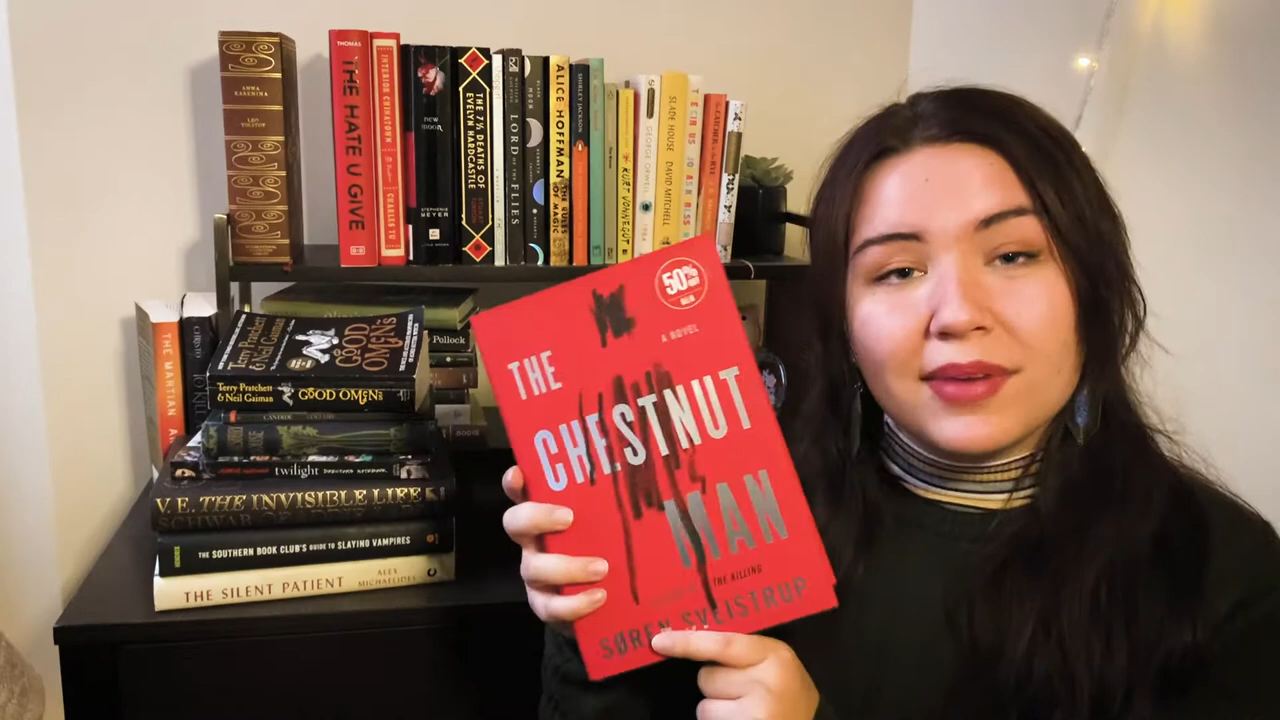 ANNA KARENINA
LEO TOLSTOY
THOMAS
THE HATE U GIVE
INTERIOR CHINATOWN
CHARLES YU
new moon
STEPHENIE MEYER
THE 7½ DEATHS OF EVELYN HARDCASTLE
LORD OF THE FLIES
BLACK MOON
ALICE HOFFMAN
THE RULES OF MAGIC
SHIRLEY JACKSON
KURT VONNEGUT
GEORGE ORWELL
SLADE HOUSE DAVID MITCHELL
THE MARTIAN
Terry Pratchett & Neil Gaiman
GOOD OMENS
Terry Pratchett & Neil Gaiman
GOOD OMENS
Pollock
twilight
V.E. THE INVISIBLE LIFE
SCHWAB OF
THE SOUTHERN BOOK CLUB'S GUIDE TO SLAYING VAMPIRES
THE SILENT PATIENT
ALEX MICHAELIDES
50%
A NOVEL
THE
CHESTNUT
MAN
THE KILLING
SØREN SVEISTRUP